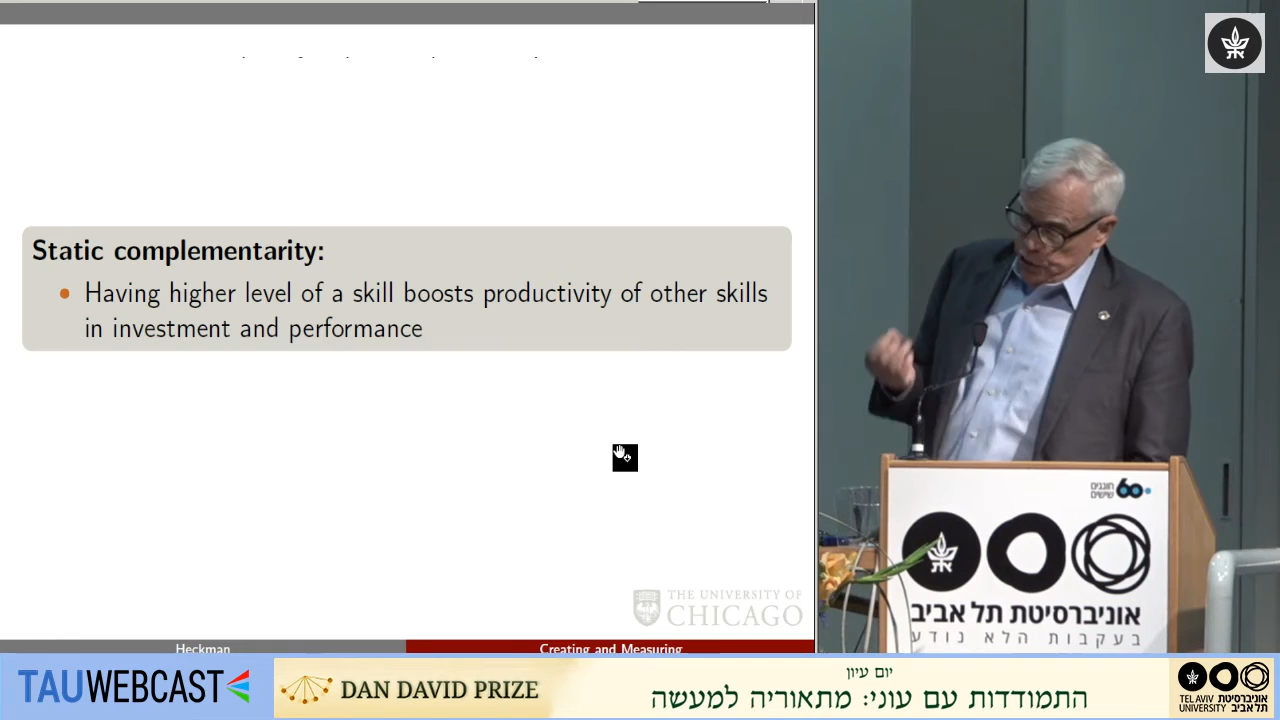 Static complementarity:
• Having higher level of a skill boosts productivity of other skills
in investment and performance
THE UNIVERSITY OF
CHICAGO
Heckman
Creating and Measuring
60
חוגגים
שישים
אוניברסיטת תל אביב
בעקבות הלא נודע
TAUWEBCAST
DAN DAVID PRIZE
יום עיון
התמודדות עם עוני: מתאוריה למעשה
TEL AVIV אוניברסיטת
UNIVERSITY תל אביב